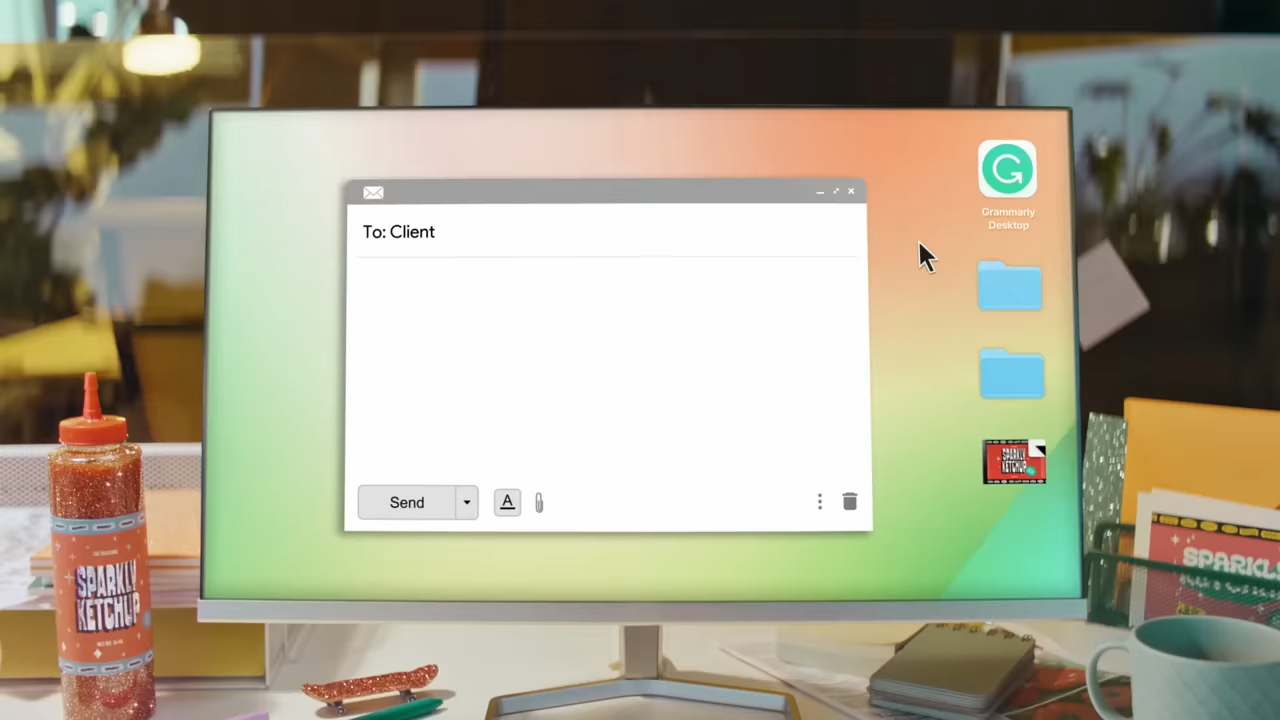 To: Client
Send
A
Grammarly
Desktop
SPARKLY
KETCHUP
SPARKLY
KETCHUP
SPARKL